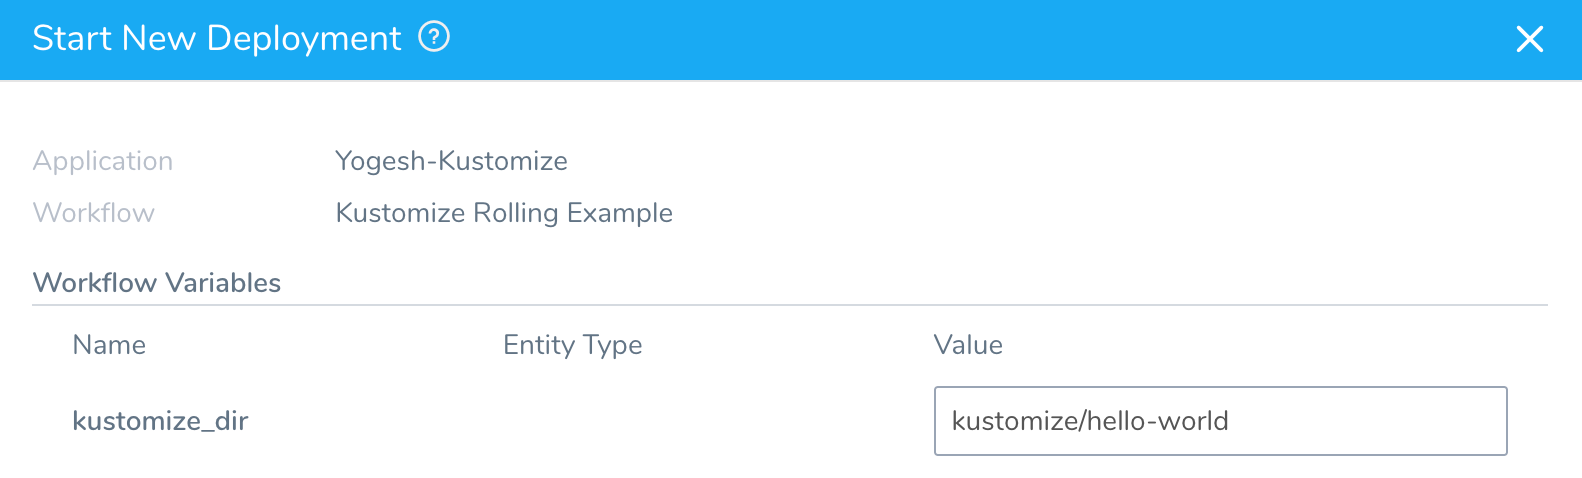 Start New Deployment ?
Application Yogesh-Kustomize
Workflow Kustomize Rolling Example
Workflow Variables
Name Entity Type Value
kustomize_dir kustomize/hello-world